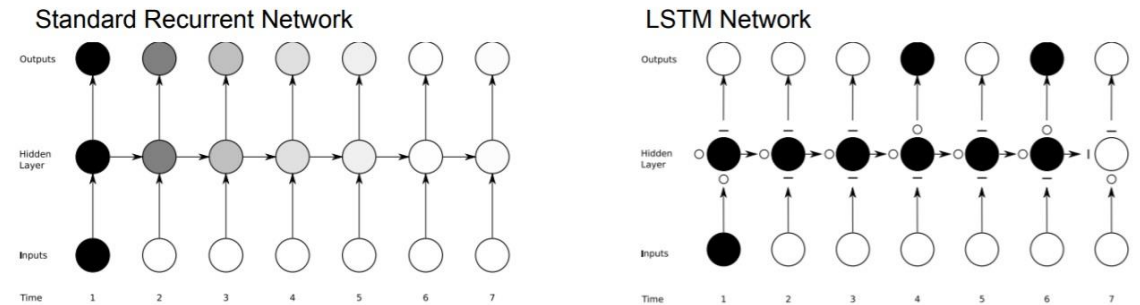 Standard Recurrent Network
Outputs
Hidden
Layer
Inputs
Time 1 2 3 4 5 6 7
LSTM Network
Outputs
Hidden
Layer
Inputs
Time 1 2 3 4 5 6 7